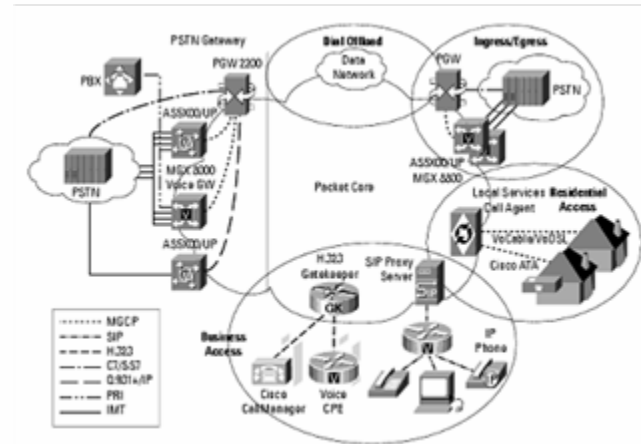 PSTN Gateway
PGW 2200
PBX
AS5X00/UP
MGX 8000
Voice GW
PSTN
AS5X00/UP
Dial Offload
Data
Network
Packet Core
Ingress/Egress
PGW
PSTN
AS5X00/UP
MGX 8800
Local Services
Call Agent
Residential
Access
VoCable/VoDSL
Cisco ATA
H.323
Gatekeeper
GK
SIP Proxy
Server
Business
Access
V
IP
Phone
Cisco
CallManager
Voice
CPE
MGCP
SIP
H.323
C7/SS7
Q.931+/IP
PRI
IMT